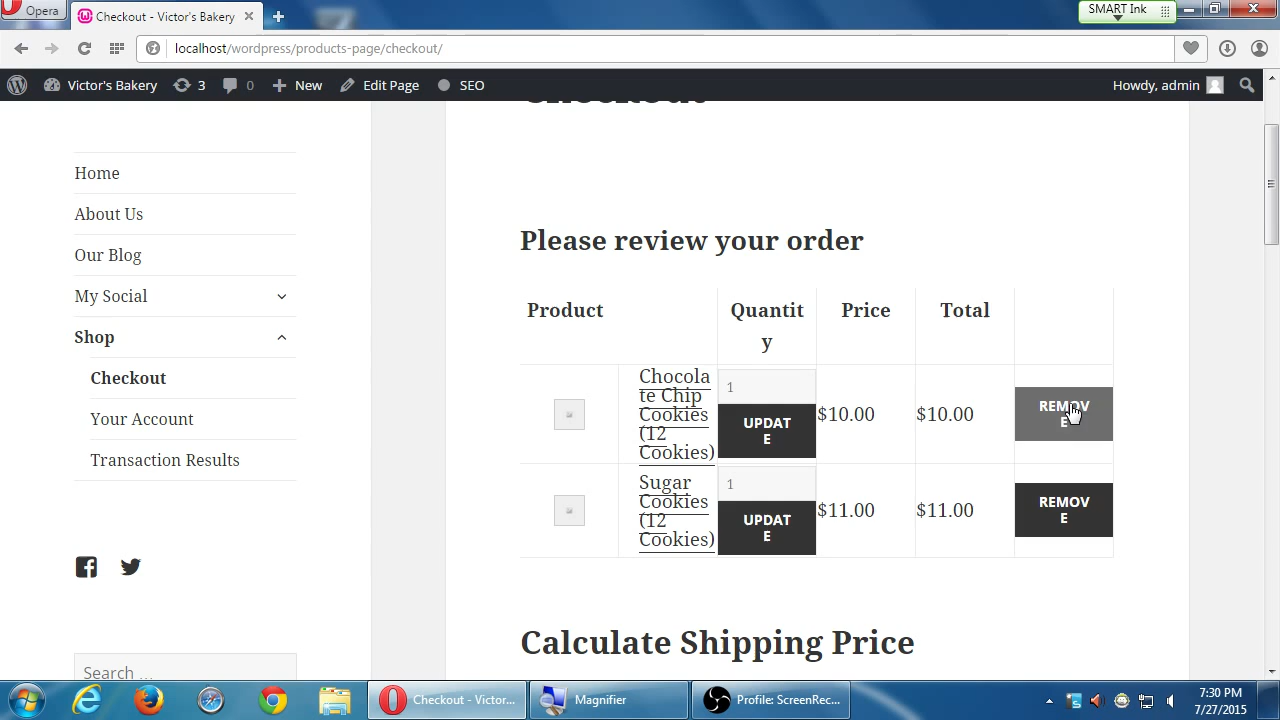 Opera
Checkout - Victor's Bakery
SMART Ink
localhost/wordpress/products-page/checkout/
Victor's Bakery
3
0
New
Edit Page
SEO
Howdy, admin
Checkout
Home
About Us
Our Blog
My Social
Shop
Checkout
Your Account
Transaction Results
Search ...
Please review your order
Product
Quantit
y
Price
Total
Chocola
te Chip
Cookies
(12
Cookies)
1
UPDAT
E
$10.00
$10.00
REMOV
E
Sugar
Cookies
(12
Cookies)
1
UPDAT
E
$11.00
$11.00
REMOV
E
Calculate Shipping Price
Checkout - Victor...
Magnifier
Profile: ScreenRec...
7:30 PM
7/27/2015